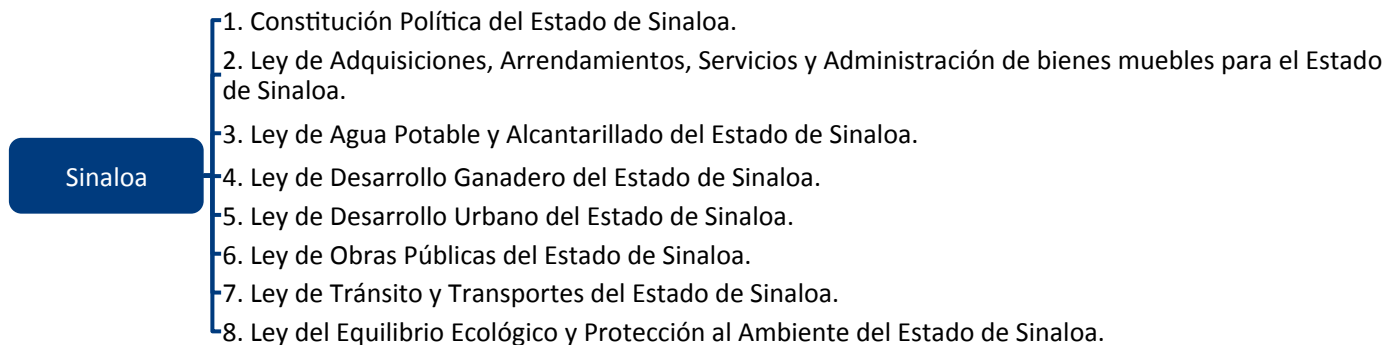 Sinaloa
1. Constitución Política del Estado de Sinaloa.
2. Ley de Adquisiciones, Arrendamientos, Servicios y Administración de bienes muebles para el Estado
de Sinaloa.
3. Ley de Agua Potable y Alcantarillado del Estado de Sinaloa.
4. Ley de Desarrollo Ganadero del Estado de Sinaloa.
5. Ley de Desarrollo Urbano del Estado de Sinaloa.
6. Ley de Obras Públicas del Estado de Sinaloa.
7. Ley de Tránsito y Transportes del Estado de Sinaloa.
8. Ley del Equilibrio Ecológico y Protección al Ambiente del Estado de Sinaloa.